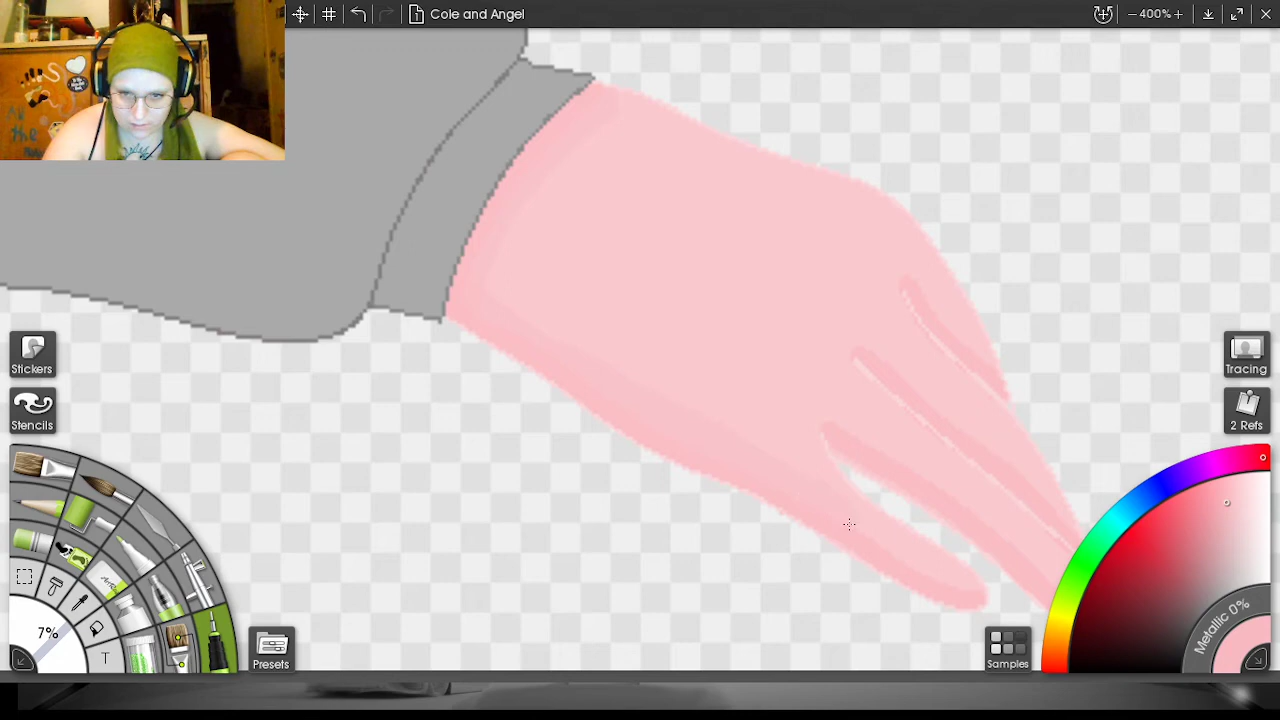 Cole and Angel
400%
Stickers
Stencils
Tracing
2 Refs
7%
T
Presets
Samples
Metallic 0%